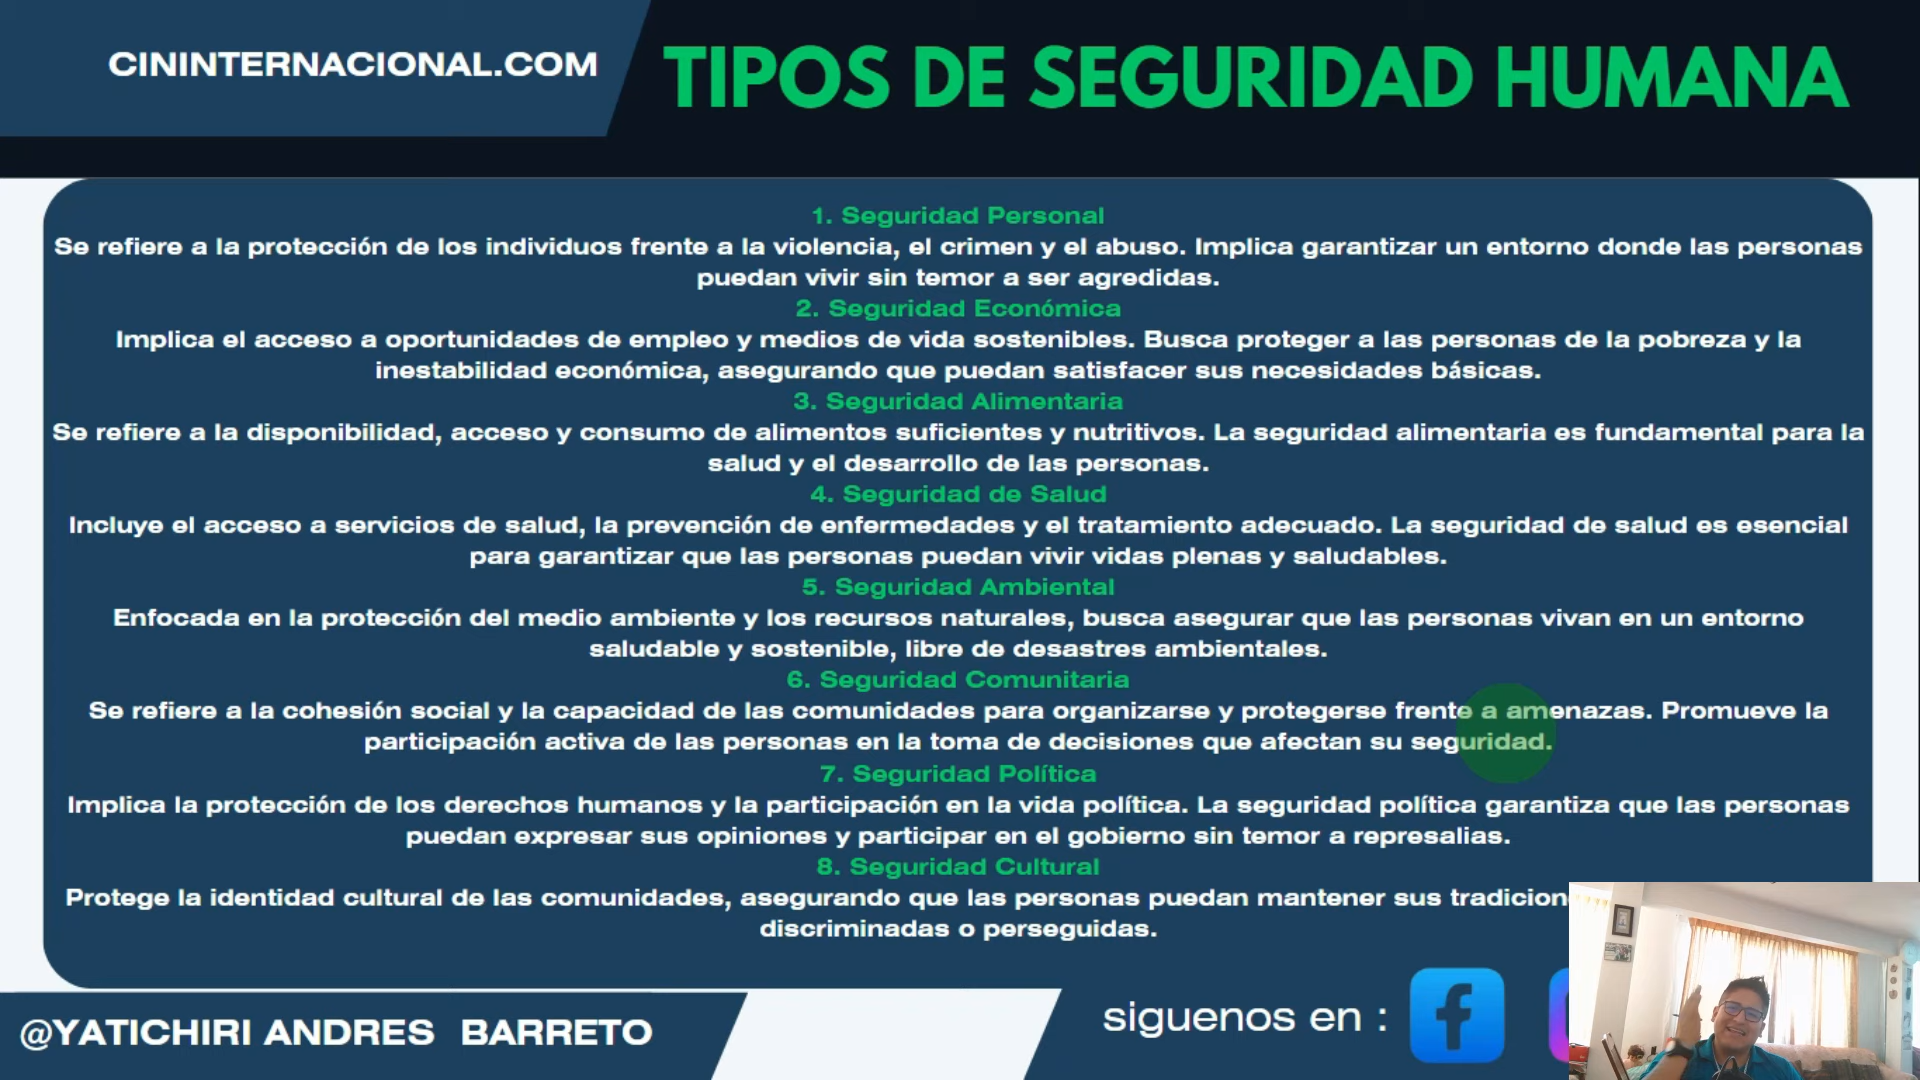 CININTERNACIONAL.COM
TIPOS DE SEGURIDAD HUMANA
1. Seguridad Personal
Se refiere a la protección de los individuos frente a la violencia, el crimen y el abuso. Implica garantizar un entorno donde las personas
puedan vivir sin temor a ser agredidas.
2. Seguridad Económica
Implica el acceso a oportunidades de empleo y medios de vida sostenibles. Busca proteger a las personas de la pobreza y la
inestabilidad económica, asegurando que puedan satisfacer sus necesidades básicas.
3. Seguridad Alimentaria
Se refiere a la disponibilidad, acceso y consumo de alimentos suficientes y nutritivos. La seguridad alimentaria es fundamental para la
salud y el desarrollo de las personas.
4. Seguridad de Salud
Incluye el acceso a servicios de salud, la prevención de enfermedades y el tratamiento adecuado. La seguridad de salud es esencial
para garantizar que las personas puedan vivir vidas plenas y saludables.
5. Seguridad Ambiental
Enfocada en la protección del medio ambiente y los recursos naturales, busca asegurar que las personas vivan en un entorno
saludable y sostenible, libre de desastres ambientales.
6. Seguridad Comunitaria
Se refiere a la cohesión social y la capacidad de las comunidades para organizarse y protegerse frente a amenazas. Promueve la
participación activa de las personas en la toma de decisiones que afectan su seguridad.
7. Seguridad Política
Implica la protección de los derechos humanos y la participación en la vida política. La seguridad política garantiza que las personas
puedan expresar sus opiniones y participar en el gobierno sin temor a represalias.
8. Seguridad Cultural
Protege la identidad cultural de las comunidades, asegurando que las personas puedan mantener sus
discriminadas o perseguidas.
@YATICHIRI ANDRES BARRETO
siguenos en :